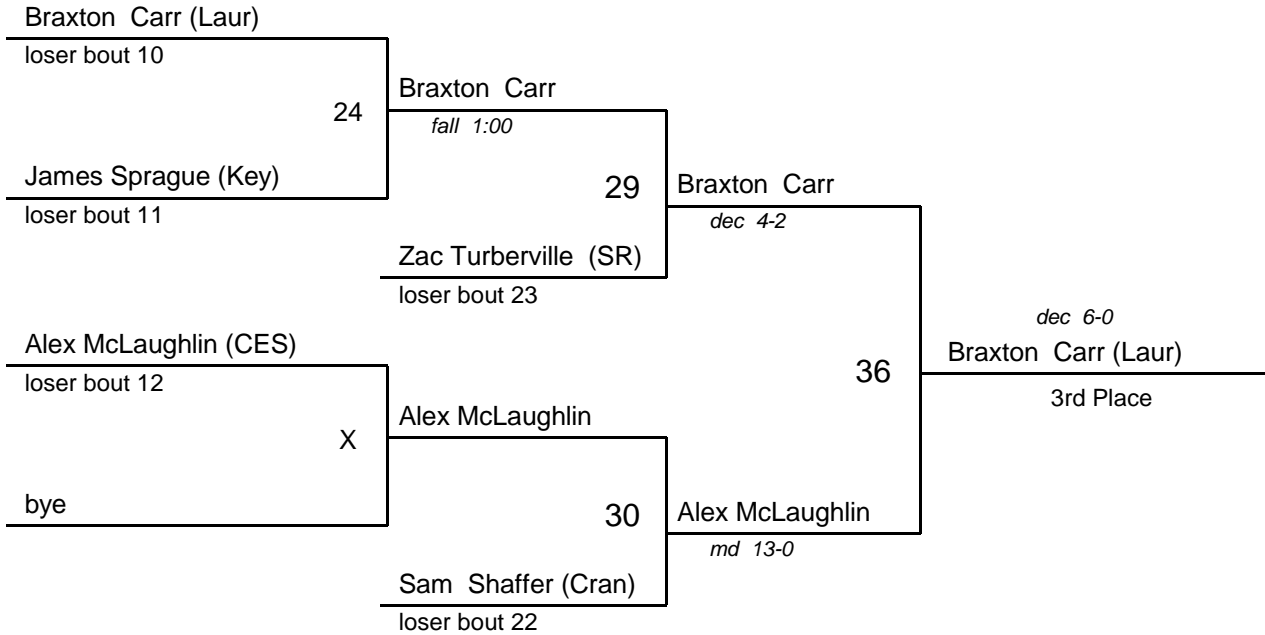 Braxton  Carr (Laur)
loser bout 10
24
Braxton  Carr
fall  1:00
James Sprague (Key)
loser bout 11
29
Braxton  Carr
dec  4-2
Zac Turberville  (SR)
loser bout 23
dec  6-0
Alex McLaughlin (CES)
loser bout 12
36
Braxton  Carr (Laur)
3rd Place
X
Alex McLaughlin
bye
30
Alex McLaughlin
md  13-0
Sam  Shaffer (Cran)
loser bout 22